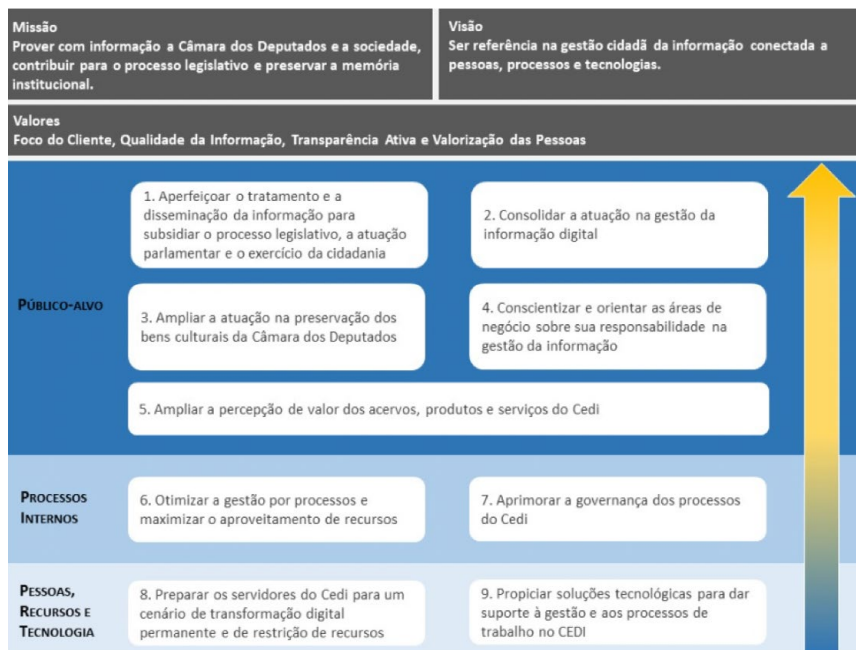 Missão
Prover com informação a Câmara dos Deputados e a sociedade,
contribuir para o processo legislativo e preservar a memória
institucional.
Visão
Ser referência na gestão cidadã da informação conectada a
pessoas, processos e tecnologias.
Valores
Foco do Cliente, Qualidade da Informação, Transparência Ativa e Valorização das Pessoas
PÚBLICO-ALVO
1. Aperfeiçoar o tratamento e a
disseminação da informação para
subsidiar o processo legislativo, a atuação
parlamentar e o exercício da cidadania
2. Consolidar a atuação na gestão da
informação digital
3. Ampliar a atuação na preservação dos
bens culturais da Câmara dos Deputados
4. Conscientizar e orientar as áreas de
negócio sobre sua responsabilidade na
gestão da informação
5. Ampliar a percepção de valor dos acervos, produtos e serviços do Cedi
PROCESSOS
INTERNOS
6. Otimizar a gestão por processos e
maximizar o aproveitamento de recursos
7. Aprimorar a governança dos processos
do Cedi
PESSOAS,
RECURSOS E
TECNOLOGIA
8. Preparar os servidores do Cedi para um
cenário de transformação digital
permanente e de restrição de recursos
9. Propiciar soluções tecnológicas para dar
suporte à gestão e aos processos de
trabalho no CEDI